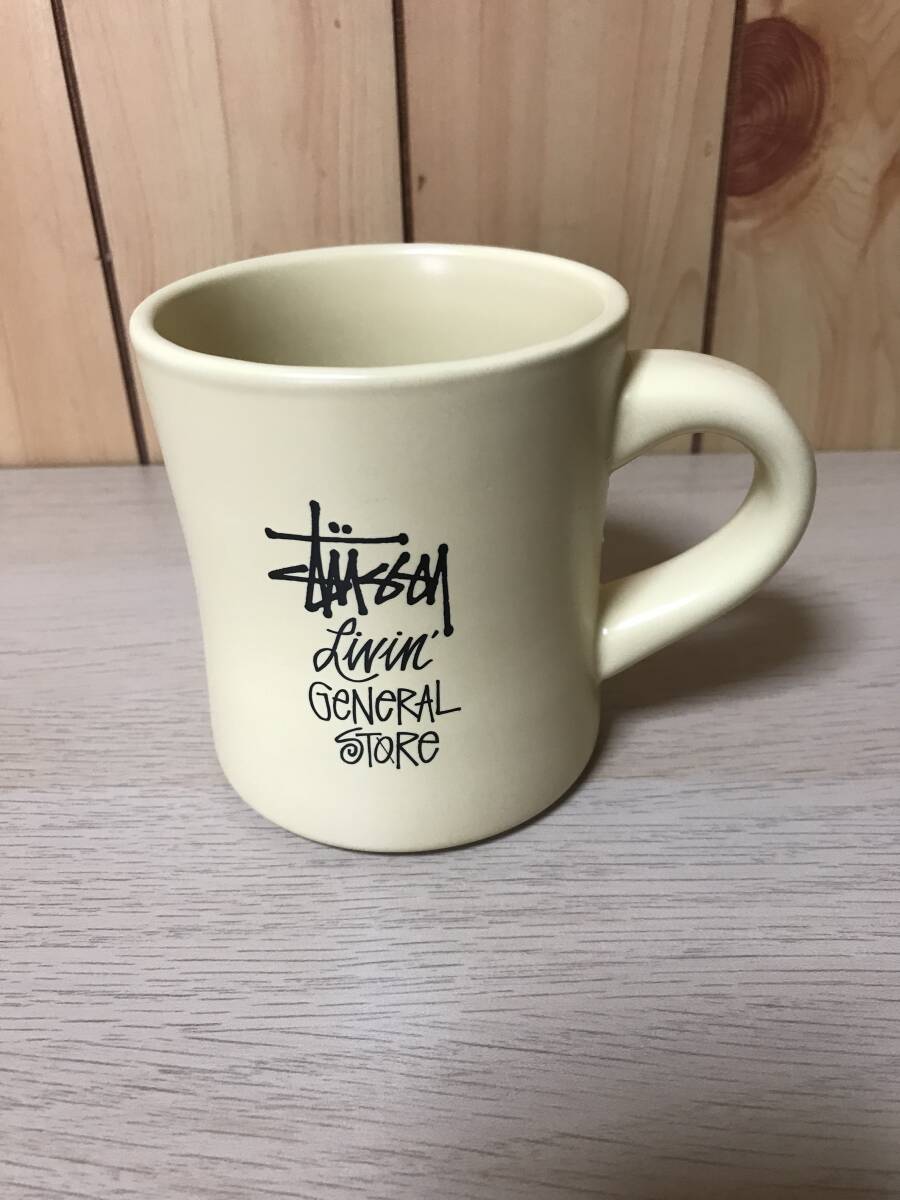 Stüssy
Livin'
GENERAL
STORE